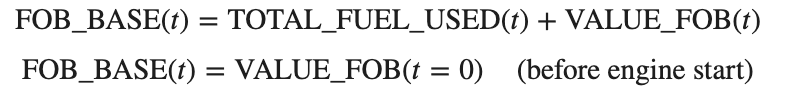 FOB_BASE(t) = TOTAL_FUEL_USED(t) + VALUE_FOB(t)
FOB_BASE(t) = VALUE_FOB(t = 0) (before engine start)